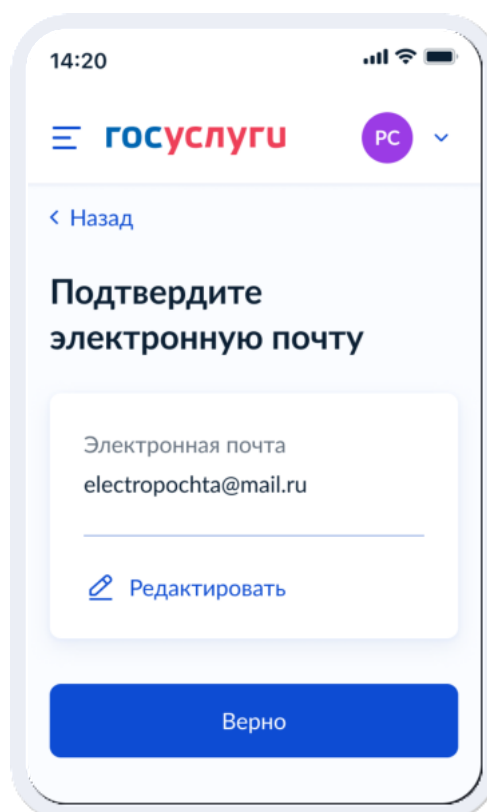 14:20
госуслуги
РС
Назад
Подтвердите
электронную почту
Электронная почта
electropochta@mail.ru
Редактировать
Верно